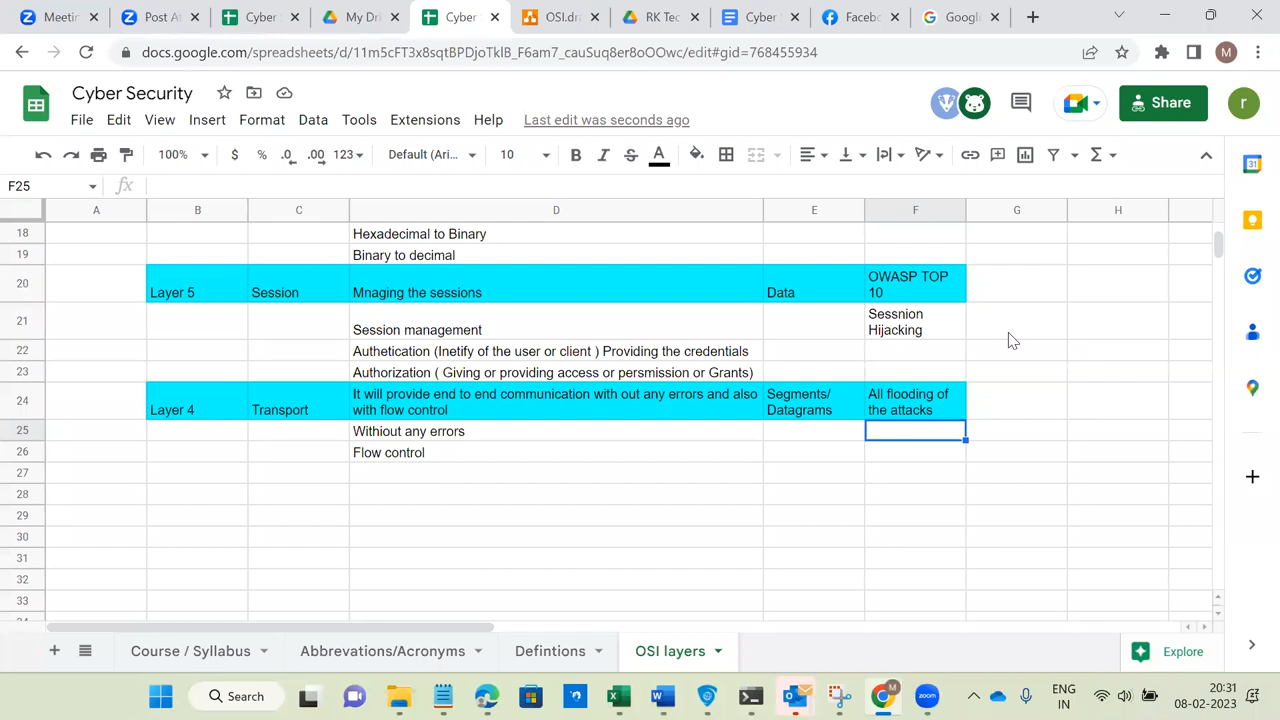 Meetin
Post At
Cyber S
My Dri
Cyber S
OSI.dra
RK Tec
Cyber S
Facebo
Googl
docs.google.com/spreadsheets/d/11m5cFT3x8sqtBPDjoTklB_F6am7_cauSuq8er8oOOwc/edit#gid=768455934
M
Cyber Security
File Edit View Insert Format Data Tools Extensions Help Last edit was seconds ago
Share
r
100% $ % .0 .00 123 Default (Ari... 10 B I S A
F25 fx
A B C D E F G H
18 Hexadecimal to Binary
19 Binary to decimal
20 Layer 5 Session Mnaging the sessions Data OWASP TOP
10
21 Session management Sessnion
Hijacking
22 Authetication (Inetify of the user or client ) Providing the credentials
23 Authorization ( Giving or providing access or persmission or Grants)
24 Layer 4 Transport It will provide end to end communication with out any errors and also
with flow control
Segments/
Datagrams
All flooding of
the attacks
25 Withiout any errors
26 Flow control
27
28
29
30
31
32
33
Course / Syllabus Abbrevations/Acronyms Defintions OSI layers Explore
Search
M
zoom
ENG
IN
20:31
08-02-2023